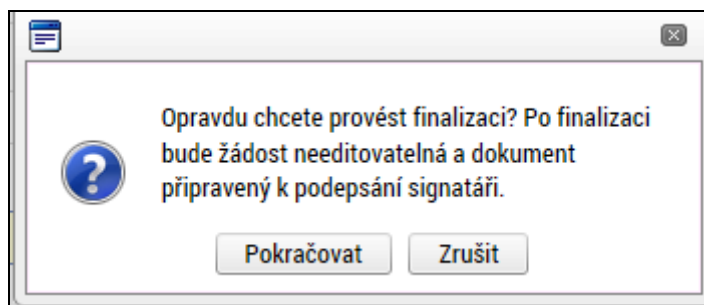 Opravdu chcete provést finalizaci? Po finalizaci
bude žádost needitovatelná a dokument
připravený k podepsání signatáři.
Pokračovat
Zrušit